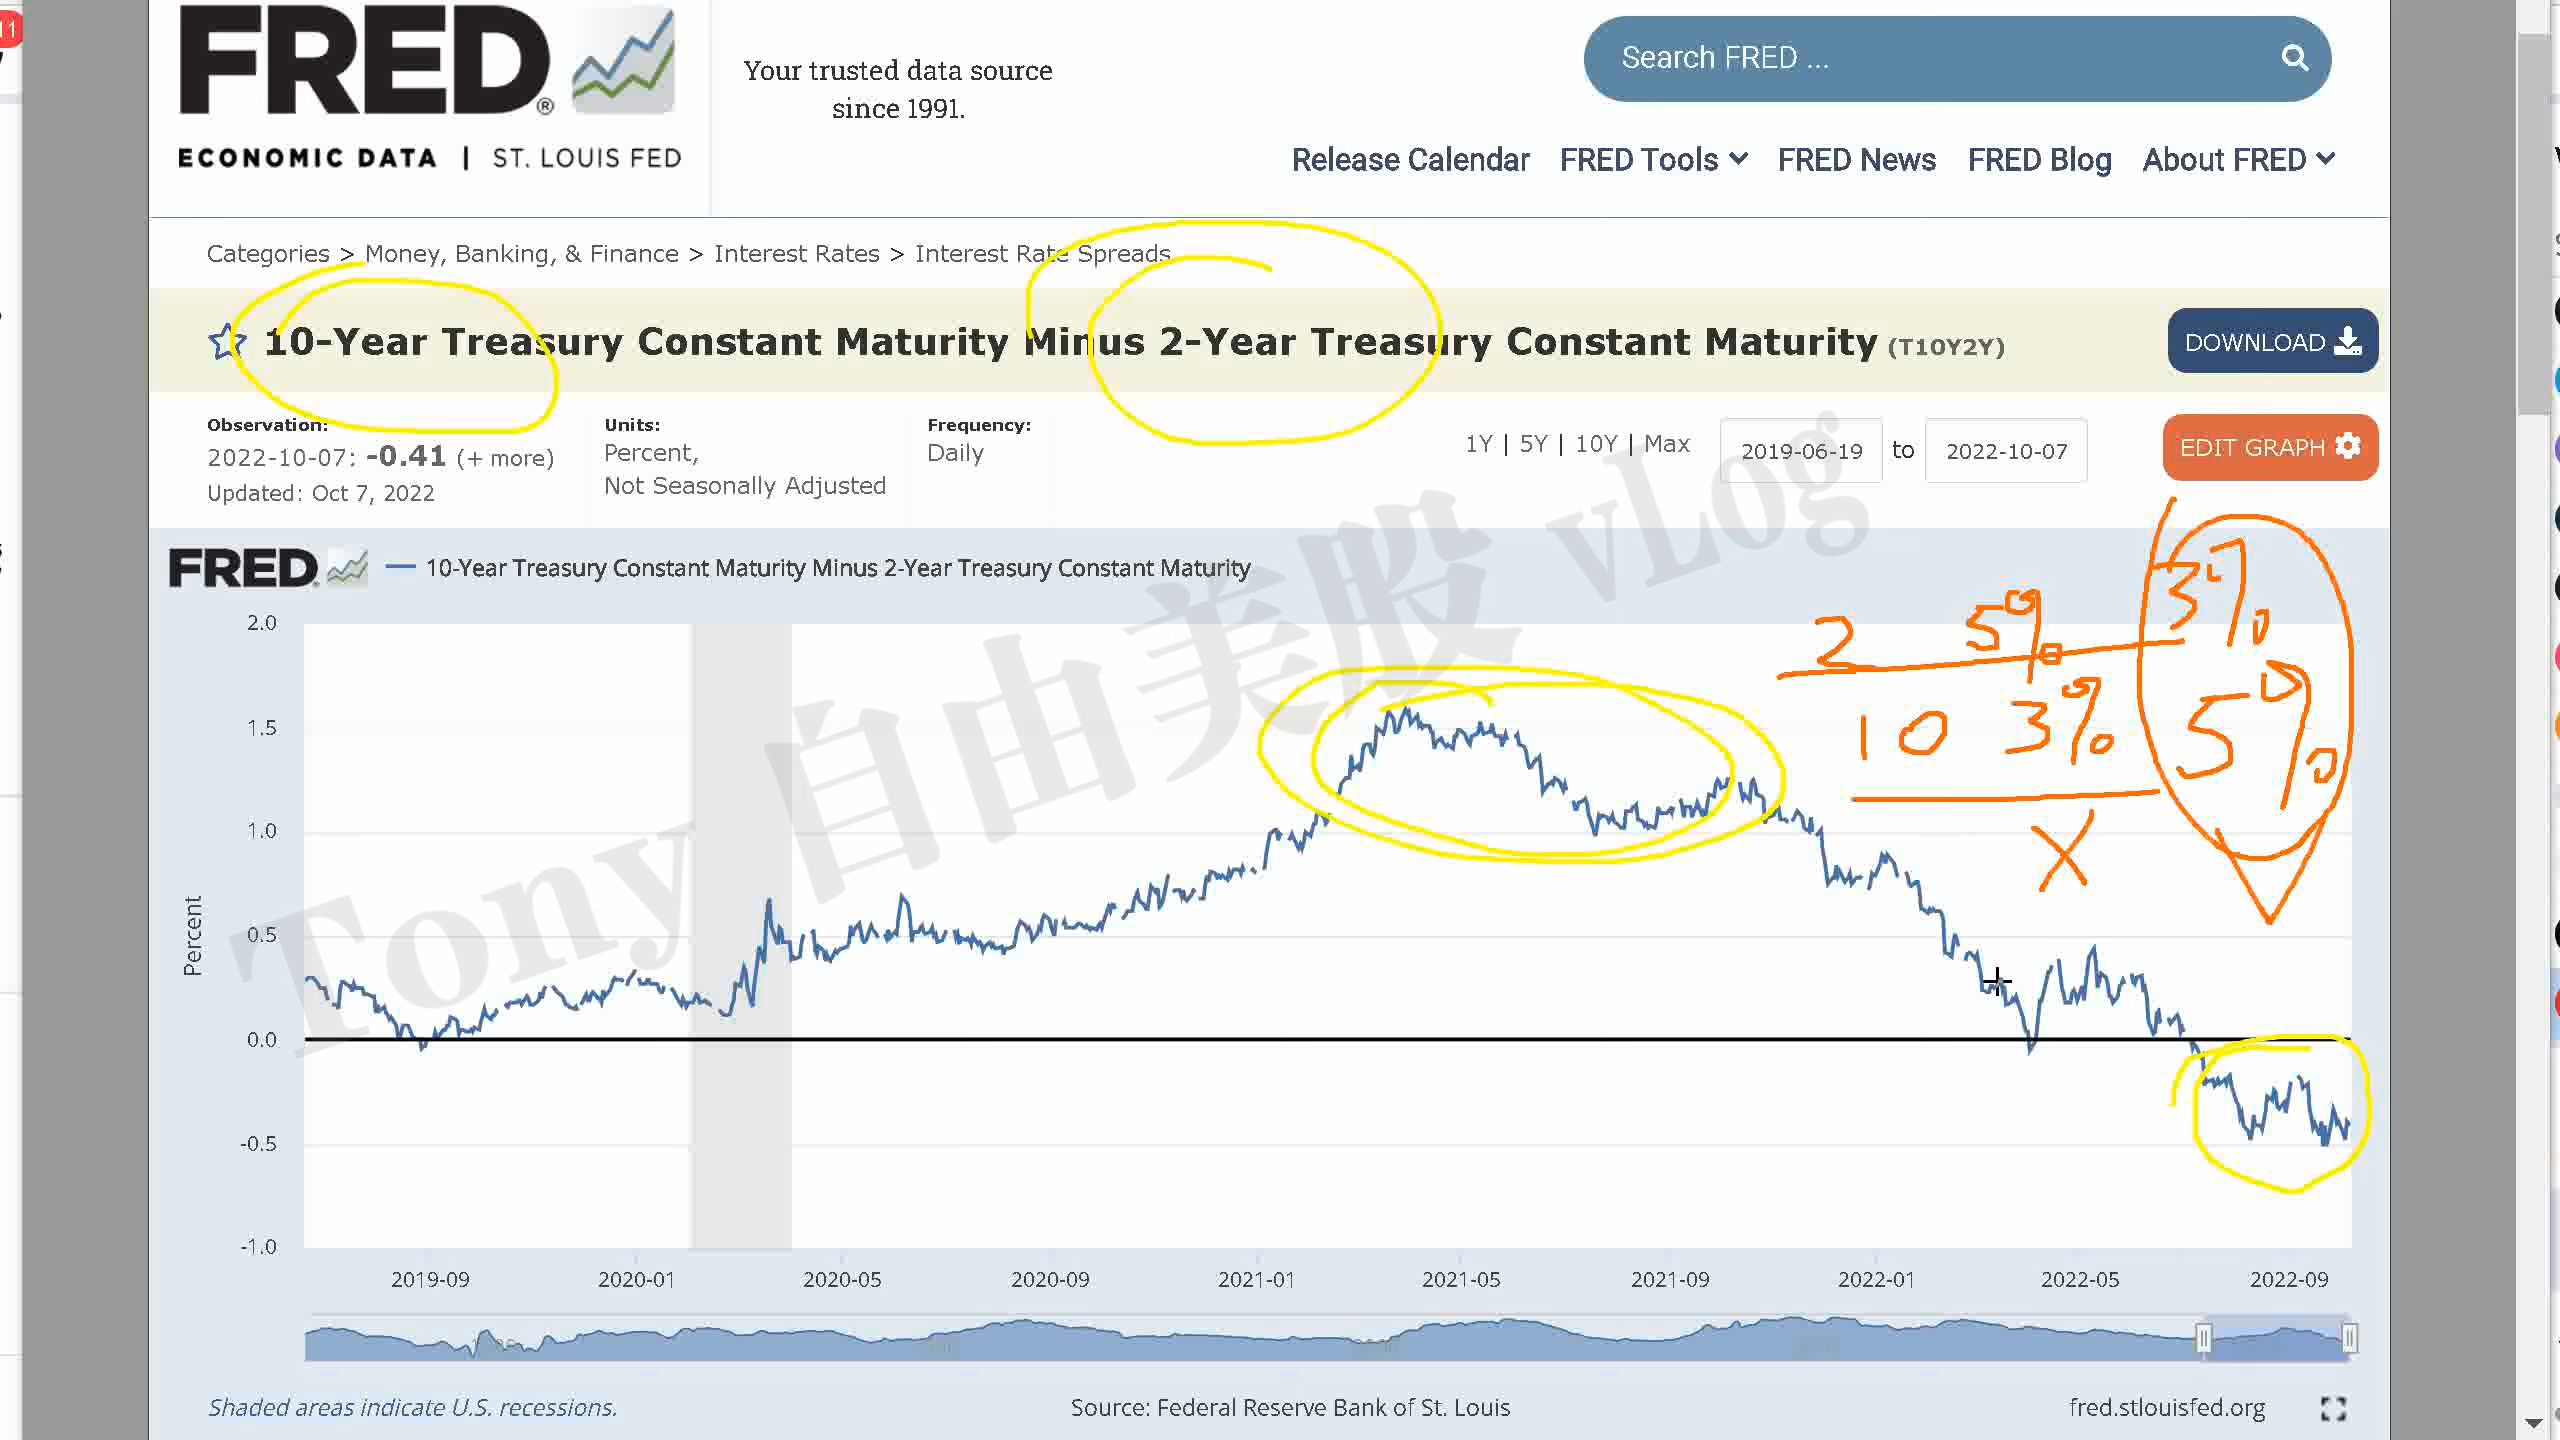 11
FRED®
Your trusted data source
since 1991.
ECONOMIC DATA | ST. LOUIS FED
Search FRED ...
Release Calendar FRED Tools FRED News FRED Blog About FRED
Categories > Money, Banking, & Finance > Interest Rates > Interest Rate Spreads
10-Year Treasury Constant Maturity Minus 2-Year Treasury Constant Maturity (T10Y2Y)
DOWNLOAD
Observation:
2022-10-07: -0.41 (+ more)
Updated: Oct 7, 2022
Units:
Percent,
Not Seasonally Adjusted
Frequency:
Daily
1Y | 5Y | 10Y | Max
2019-06-19 to 2022-10-07
EDIT GRAPH
FRED 10-Year Treasury Constant Maturity Minus 2-Year Treasury Constant Maturity
Tony 自由美股 vLog
2 5% 3%
10 3% 5%
X
Percent
2.0
1.5
1.0
0.5
0.0
-0.5
-1.0
2019-09 2020-01 2020-05 2020-09 2021-01 2021-05 2021-09 2022-01 2022-05 2022-09
Shaded areas indicate U.S. recessions.
Source: Federal Reserve Bank of St. Louis
fred.stlouisfed.org